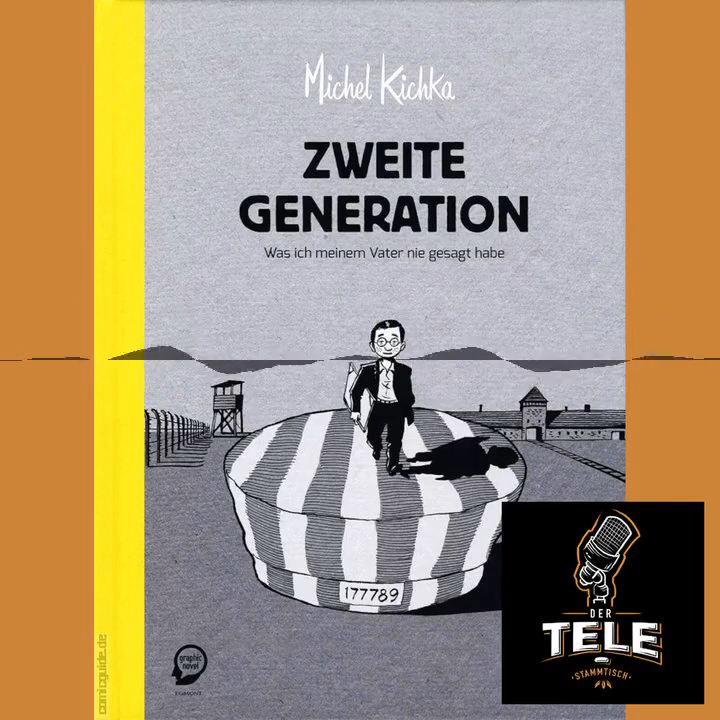 Michel Kichka
ZWEITE
GENERATION
Was ich meinem Vater nie gesagt habe
177789
graphic
novel
EGMONT
comicguide.de
DER
TELE
STAMMTISCH